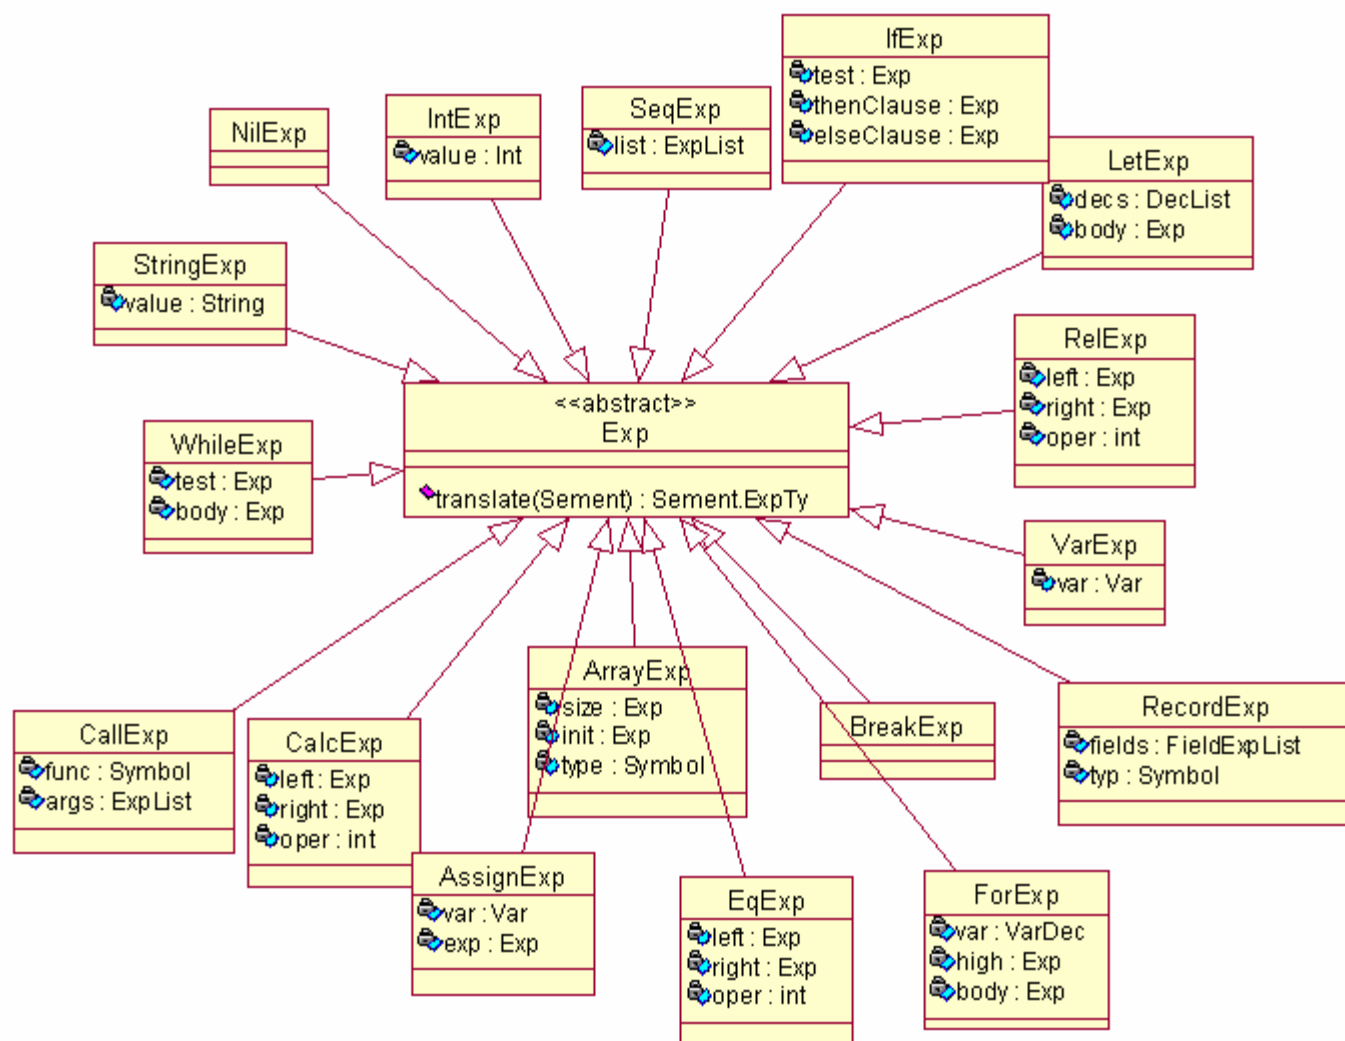 IfExp
test : Exp
thenClause : Exp
elseClause : Exp
SeqExp
list : ExpList
IntExp
value : Int
NilExp
LetExp
decs : DecList
body : Exp
StringExp
value : String
RelExp
left : Exp
right : Exp
oper : int
<<abstract>>
Exp
translate(Sement) : Sement.ExpTy
WhileExp
test : Exp
body : Exp
VarExp
var : Var
ArrayExp
size : Exp
init : Exp
type : Symbol
RecordExp
fields : FieldExpList
typ : Symbol
BreakExp
CallExp
func : Symbol
args : ExpList
CalcExp
left : Exp
right : Exp
oper : int
AssignExp
var : Var
exp : Exp
EqExp
left : Exp
right : Exp
oper : int
ForExp
var : VarDec
high : Exp
body : Exp